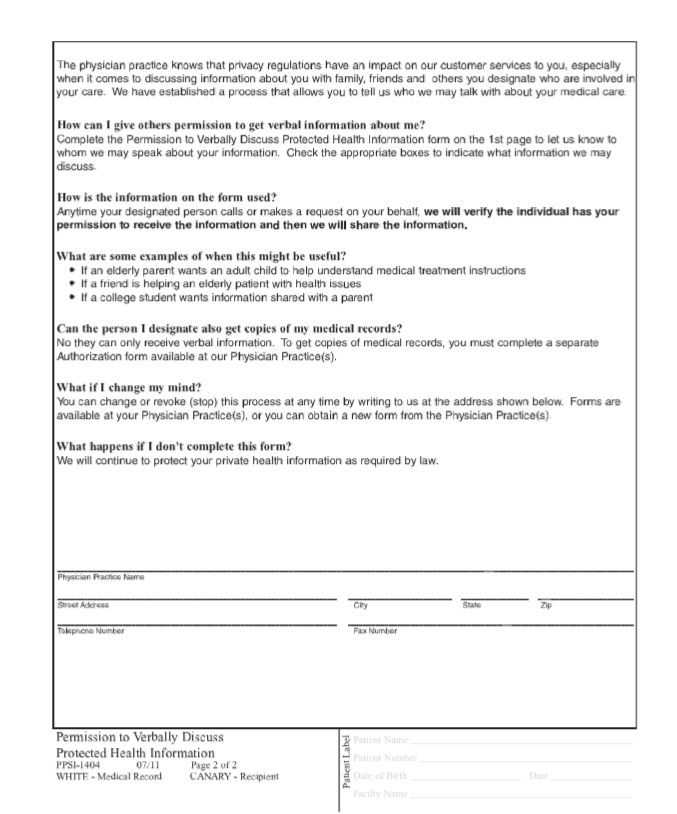 The physician practice knows that privacy regulations have an impact on our customer services to you, especially
when it comes to discussing information about you with family, friends and others you designate who are involved in
your care. We have established a process that allows you to tell us who we may talk with about your medical care.
How can I give others permission to get verbal information about me?
Complete the Permission to Verbally Discuss Protected Health Information form on the 1st page to let us know to
whom we may speak about your information. Check the appropriate boxes to indicate what information we may
discuss.
How is the information on the form used?
Anytime your designated person calls or makes a request on your behalf, we will verify the individual has your
permission to receive the information and then we will share the information.
What are some examples of when this might be useful?
• If an elderly parent wants an adult child to help understand medical treatment instructions
• If a friend is helping an elderly patient with health issues
• If a college student wants information shared with a parent
Can the person I designate also get copies of my medical records?
No they can only receive verbal information. To get copies of medical records, you must complete a separate
Authorization form available at our Physician Practice(s).
What if I change my mind?
You can change or revoke (stop) this process at any time by writing to us at the address shown below. Forms are
available at your Physician Practice(s), or you can obtain a new form from the Physician Practice(s).
What happens if I don't complete this form?
We will continue to protect your private health information as required by law.
Physician Practice Name
Street Address City State Zip
Telephone Number Fax Number
Permission to Verbally Discuss
Protected Health Information
PPSI-1404 07/11 Page 2 of 2
WHITE - Medical Record CANARY - Recipient
Patient Label
Patient Name
Patient Number
Date of Birth Date
Facility Name